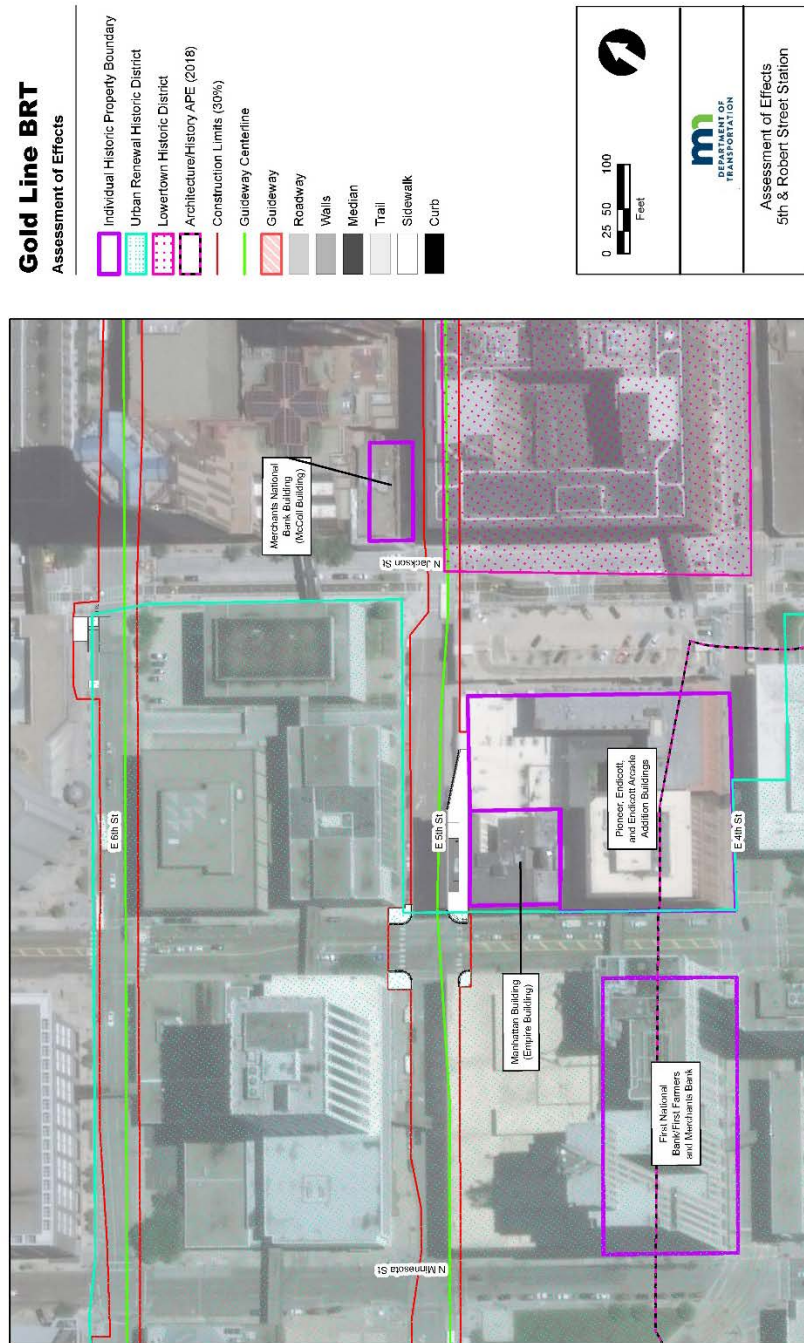 Gold Line BRT
Assessment of Effects
Individual Historic Property Boundary
Urban Renewal Historic District
Lowertown Historic District
Architecture/History APE (2018)
Construction Limits (30%)
Guideway Centerline
Guideway
Roadway
Walls
Median
Trail
Sidewalk
Curb
0 25 50 100
Feet
mn
DEPARTMENT OF
TRANSPORTATION
Assessment of Effects
5th & Robert Street Station
Merchants National
Bank Building
(McColl Building)
N Jackson St
E 6th St
E 5th St
E 4th St
Pioneer, Endicott,
and Endicott Arcade
Addition Buildings
Manhattan Building
(Empire Building)
First National
Bank/First Farmers
and Merchants Bank
N Minnesota St